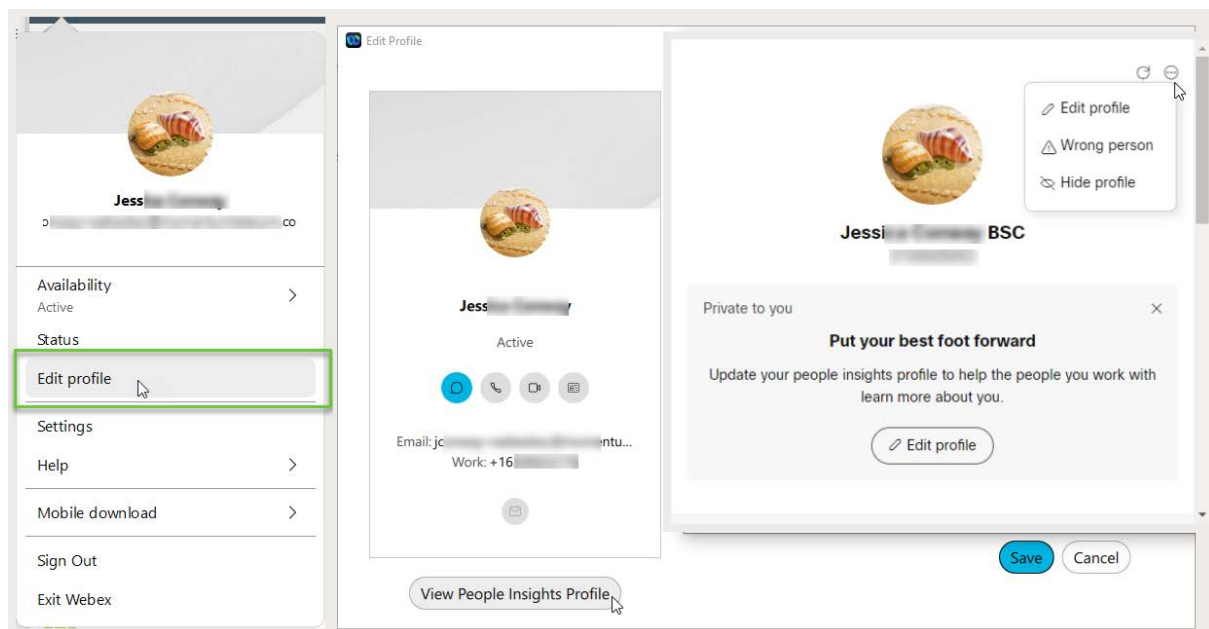 Jess
co
Availability
Active
Status
Edit profile
Settings
Help
Mobile download
Sign Out
Exit Webex
Edit Profile
Jess
Active
Email: jc ntu...
Work: +16
View People Insights Profile
Edit profile
Wrong person
Hide profile
Jessi BSC
Private to you
Put your best foot forward
Update your people insights profile to help the people you work with
learn more about you.
Edit profile
Save Cancel